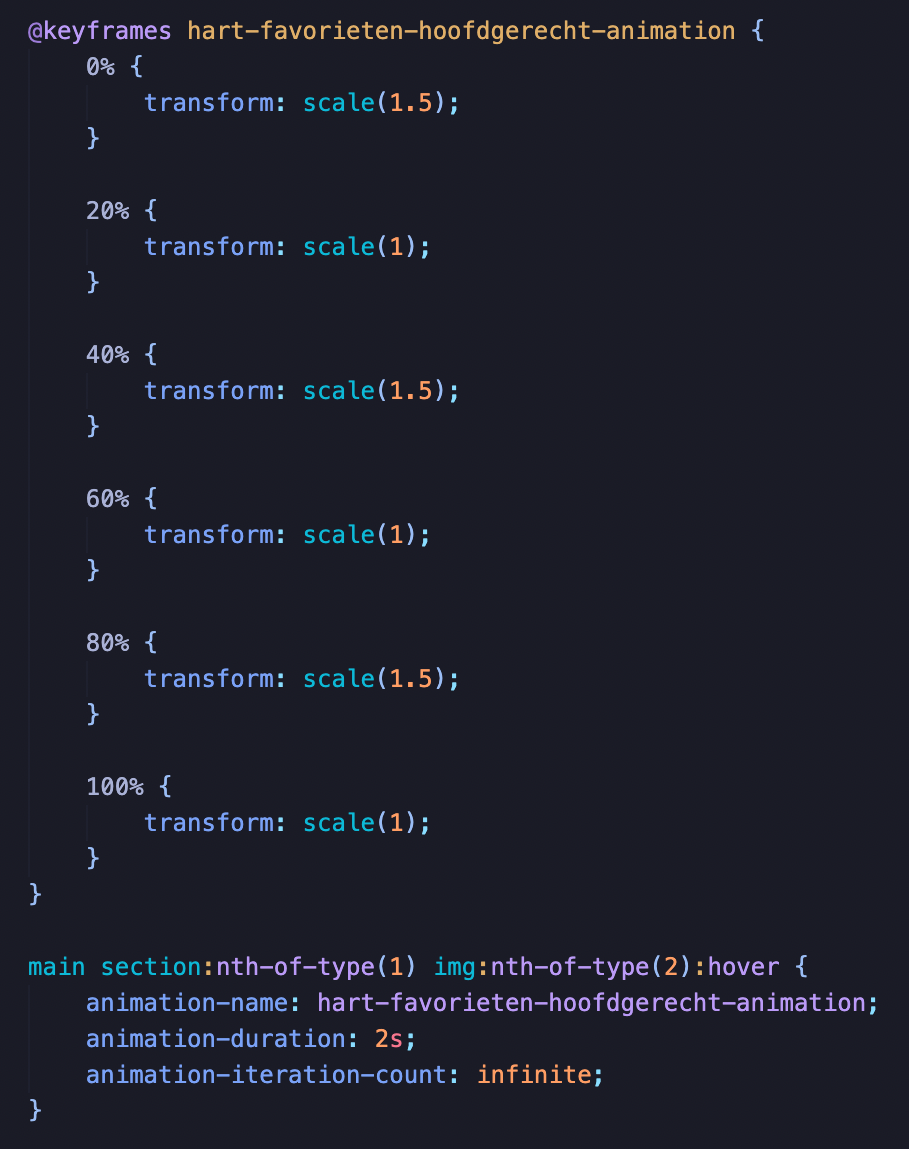 @keyframes hart-favorieten-hoofdgerecht-animation {
    0% {
        transform: scale(1.5);
    }

    20% {
        transform: scale(1);
    }

    40% {
        transform: scale(1.5);
    }

    60% {
        transform: scale(1);
    }

    80% {
        transform: scale(1.5);
    }

    100% {
        transform: scale(1);
    }
}

main section:nth-of-type(1) img:nth-of-type(2):hover {
    animation-name: hart-favorieten-hoofdgerecht-animation;
    animation-duration: 2s;
    animation-iteration-count: infinite;
}